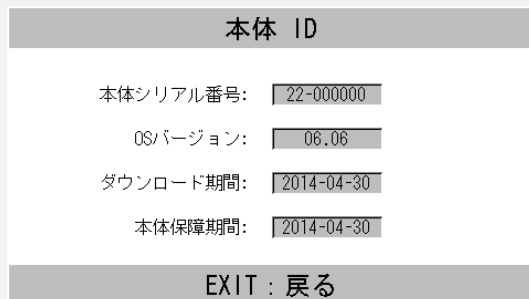 本体 ID
本体シリアル番号: 22-000000
OSバージョン: 06.06
ダウンロード期間: 2014-04-30
本体保障期間: 2014-04-30
EXIT : 戻る